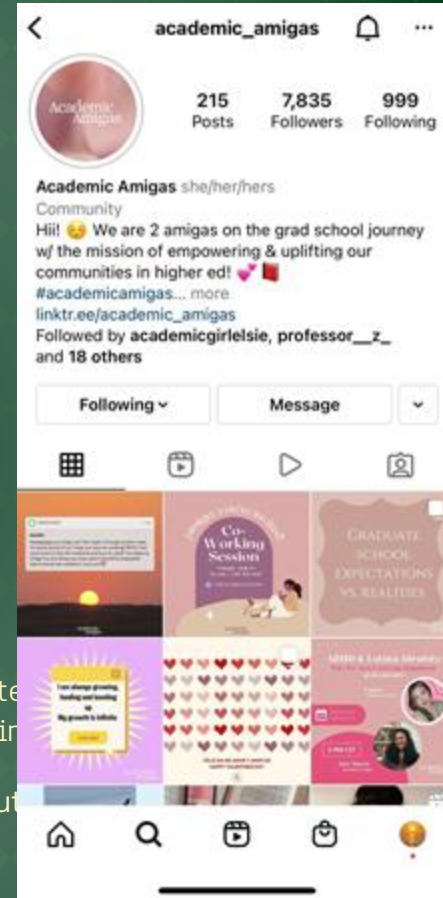 academic_amigas
Academic
Amigas
215
7,835
999
Posts
Followers
Following
Academic Amigas she/her/hers
Community
Hii! 😊 We are 2 amigas on the grad school journey
w/ the mission of empowering & uplifting our
communities in higher ed! 💕📕
#academicamigas... more
linktr.ee/academic_amigas
Followed by academicgirlelsie, professor__z_
and 18 others
Following
Message
Co-
Working
Session
GRADUATE
SCHOOL
EXPECTATIONS
VS. REALITIES
I am always growing,
healing and leveling
up
My growth is infinite
HAPPY VALENTINES DAY